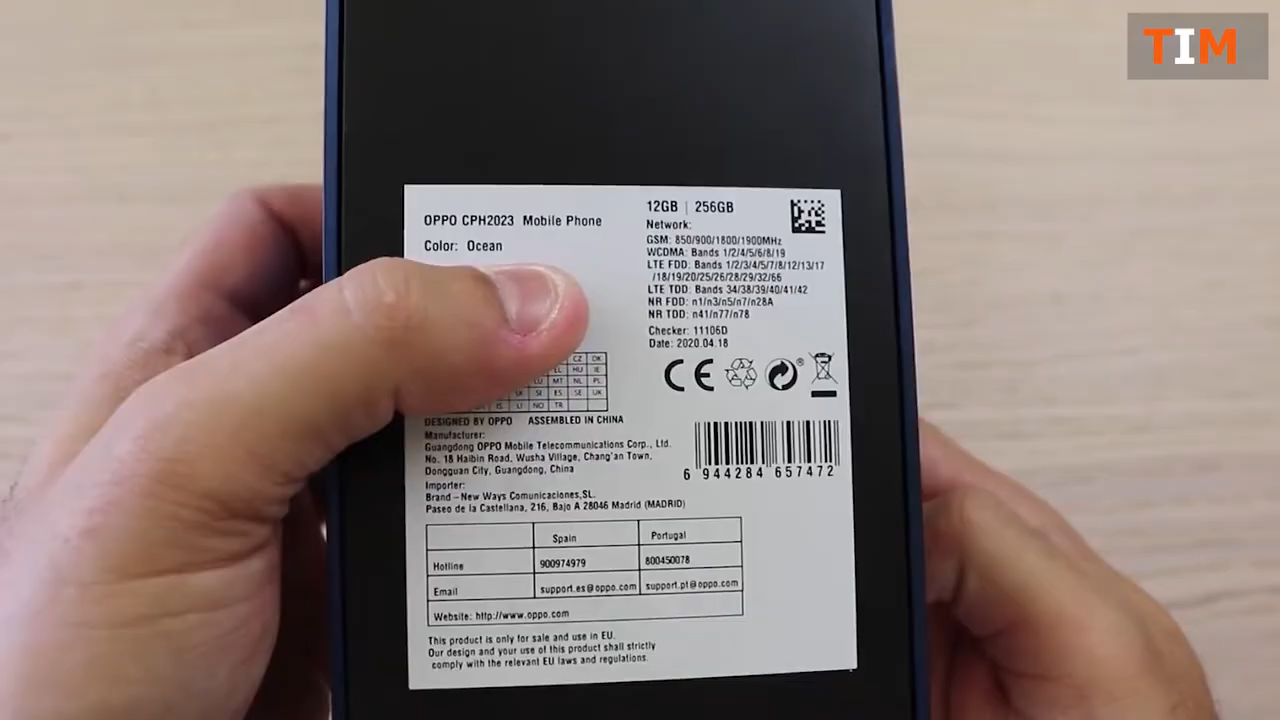 TIM
OPPO CPH2023 Mobile Phone
Color: Ocean
12GB | 256GB
Network:
GSM: 850/900/1800/1900MHz
WCDMA: Bands 1/2/4/5/6/8/19
LTE FDD: Bands 1/2/3/4/5/7/8/12/13/17
/18/19/20/25/26/28/29/32/66
LTE TDD: Bands 34/38/39/40/41/42
NR FDD: n1/n3/n5/n7/n28A
NR TDD: n41/n77/n78
Checker: 11106D
Date: 2020.04.18
CE
CZ DK
EL HU IE
LU MT NL PL
SI ES SE UK
IS LI NO TR
DESIGNED BY OPPO ASSEMBLED IN CHINA
Manufacturer:
Guangdong OPPO Mobile Telecommunications Corp., Ltd.
No. 18 Haibin Road, Wusha Village, Chang'an Town,
Dongguan City, Guangdong, China
6 944284 657472
Importer:
Brand-New Ways Comunicaciones,SL.
Paseo de la Castellana, 216, Bajo A 28046 Madrid (MADRID)
Spain Portugal
Hotline 900974979 800450078
Email support.es@oppo.com support.pt@oppo.com
Website: http://www.oppo.com
This product is only for sale and use in EU.
Our design and your use of this product shall strictly
comply with the relevant EU laws and regulations.